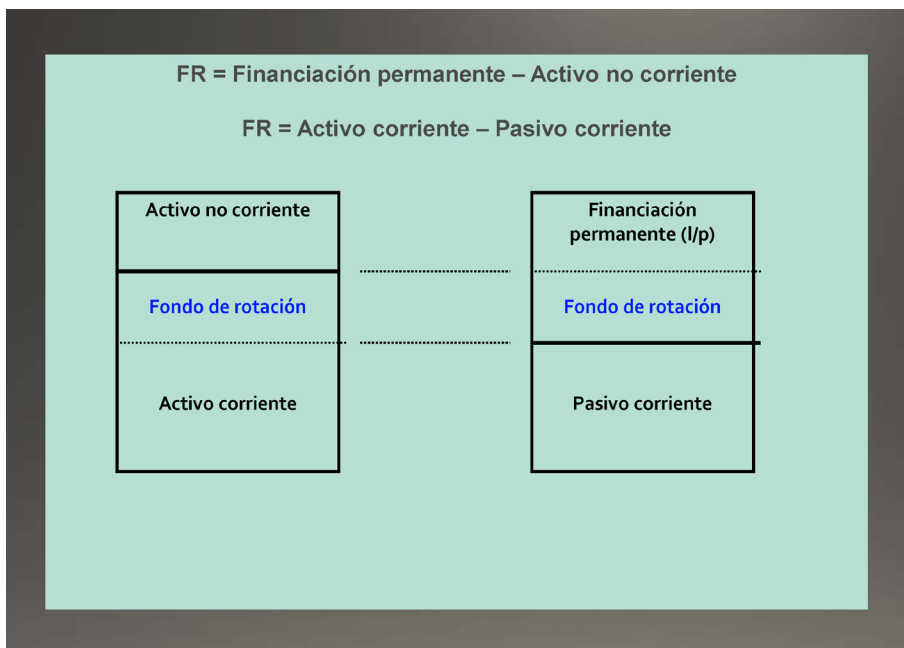 FR = Financiación permanente – Activo no corriente
FR = Activo corriente – Pasivo corriente
Activo no corriente
Fondo de rotación
Activo corriente
Financiación
permanente (l/p)
Fondo de rotación
Pasivo corriente